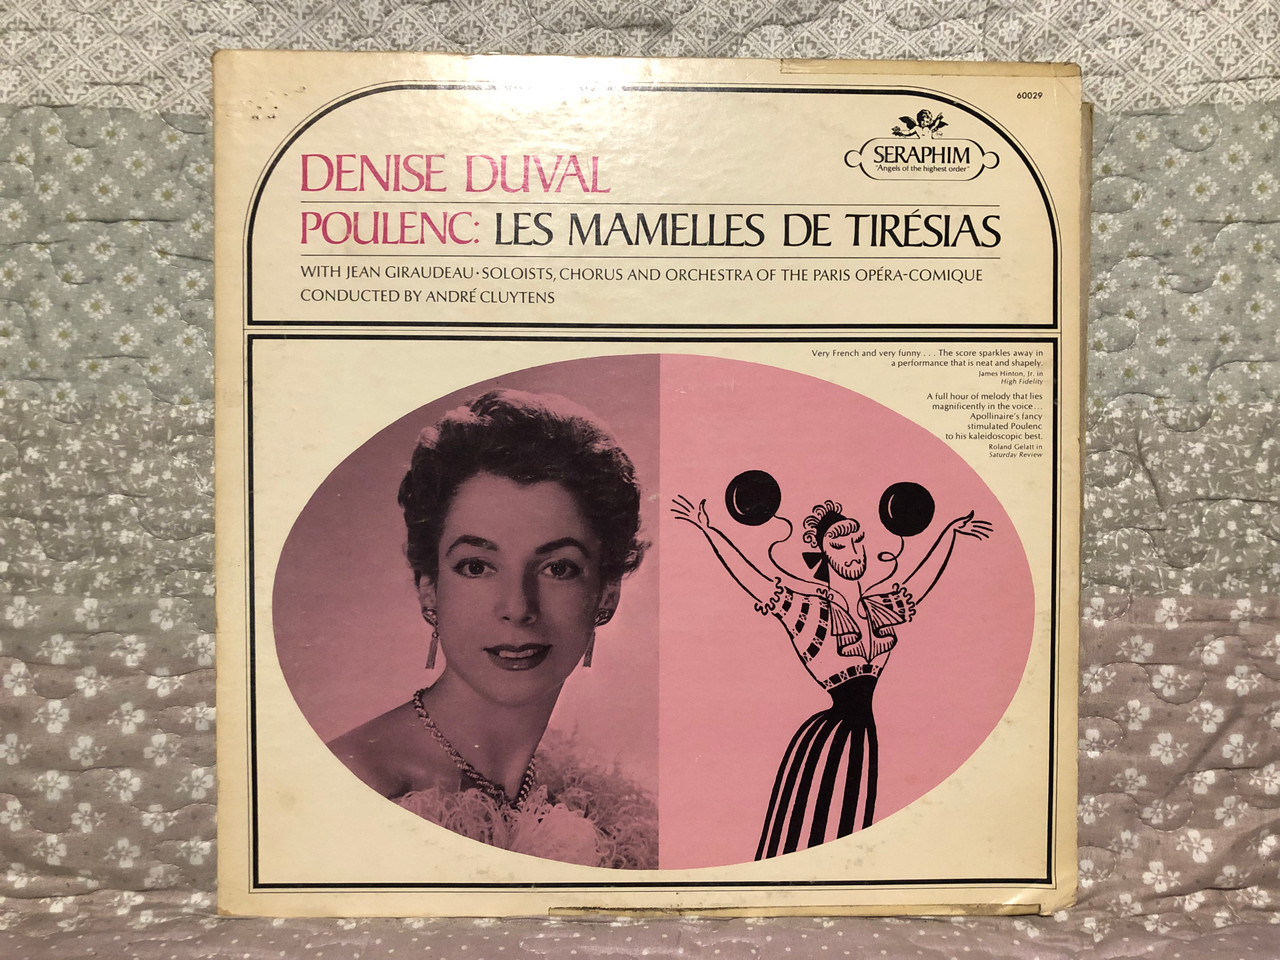 60029
SERAPHIM
"Angels of the highest order"
DENISE DUVAL
POULENC: LES MAMELLES DE TIRÉSIAS
WITH JEAN GIRAUDEAU • SOLOISTS, CHORUS AND ORCHESTRA OF THE PARIS OPÉRA-COMIQUE
CONDUCTED BY ANDRÉ CLUYTENS
Very French and very funny . . . The score sparkles away in
a performance that is neat and shapely.
James Hinton, Jr. in
High Fidelity
A full hour of melody that lies
magnificently in the voice...
Apollinaire's fancy
stimulated Poulenc
to his kaleidoscopic best.
Roland Gelatt in
Saturday Review